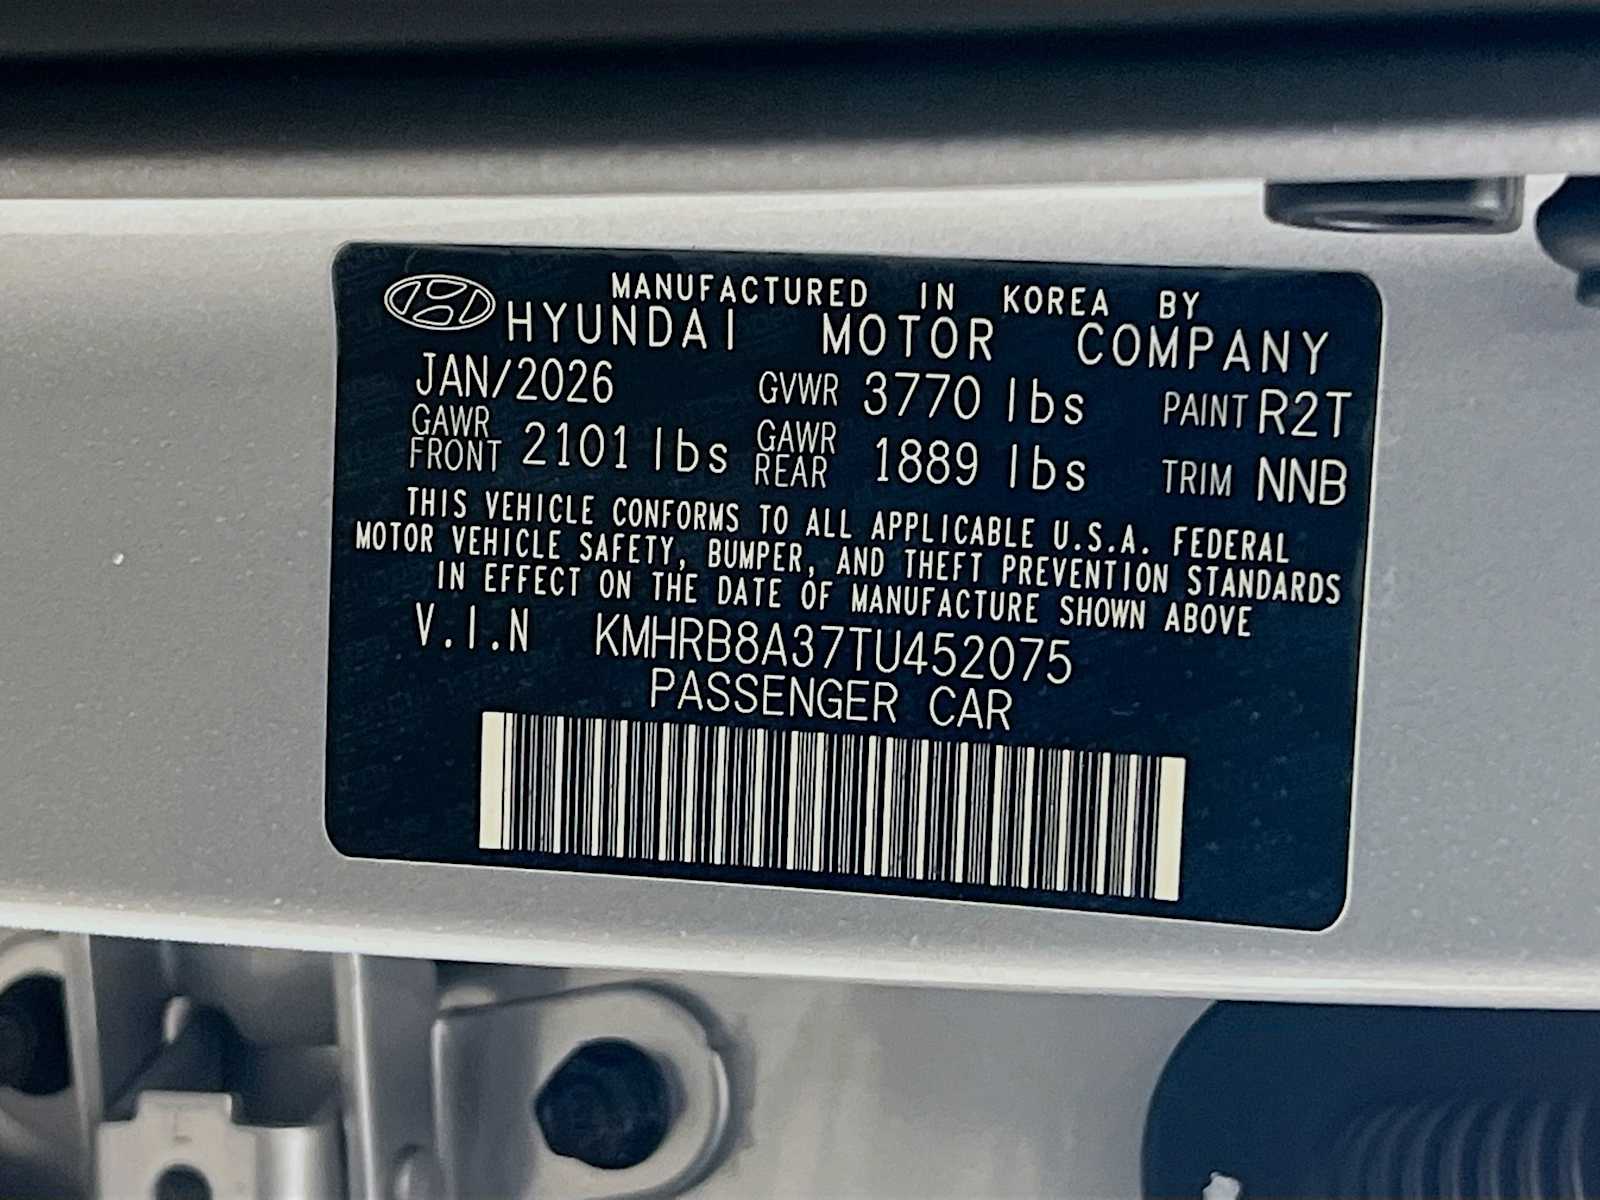 MANUFACTURED IN KOREA BY
HYUNDAI MOTOR COMPANY
JAN/2026 GVWR 3770 lbs PAINT R2T
GAWR FRONT 2101 lbs GAWR REAR 1889 lbs TRIM NNB
THIS VEHICLE CONFORMS TO ALL APPLICABLE U.S.A. FEDERAL
MOTOR VEHICLE SAFETY, BUMPER, AND THEFT PREVENTION STANDARDS
IN EFFECT ON THE DATE OF MANUFACTURE SHOWN ABOVE
V.I.N KMHRB8A37TU452075
PASSENGER CAR